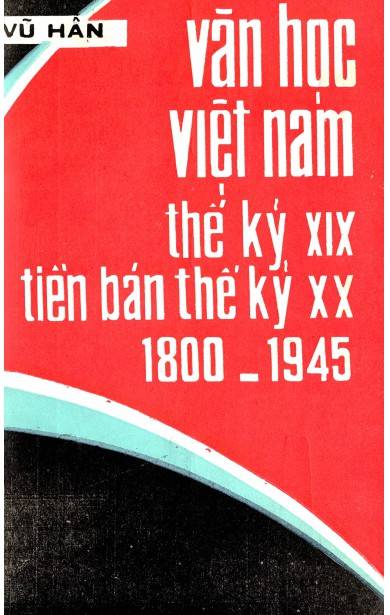 VŨ HÂN
văn học
việt nam
thế kỷ XIX
tiền bán thế kỷ XX
1800 - 1945